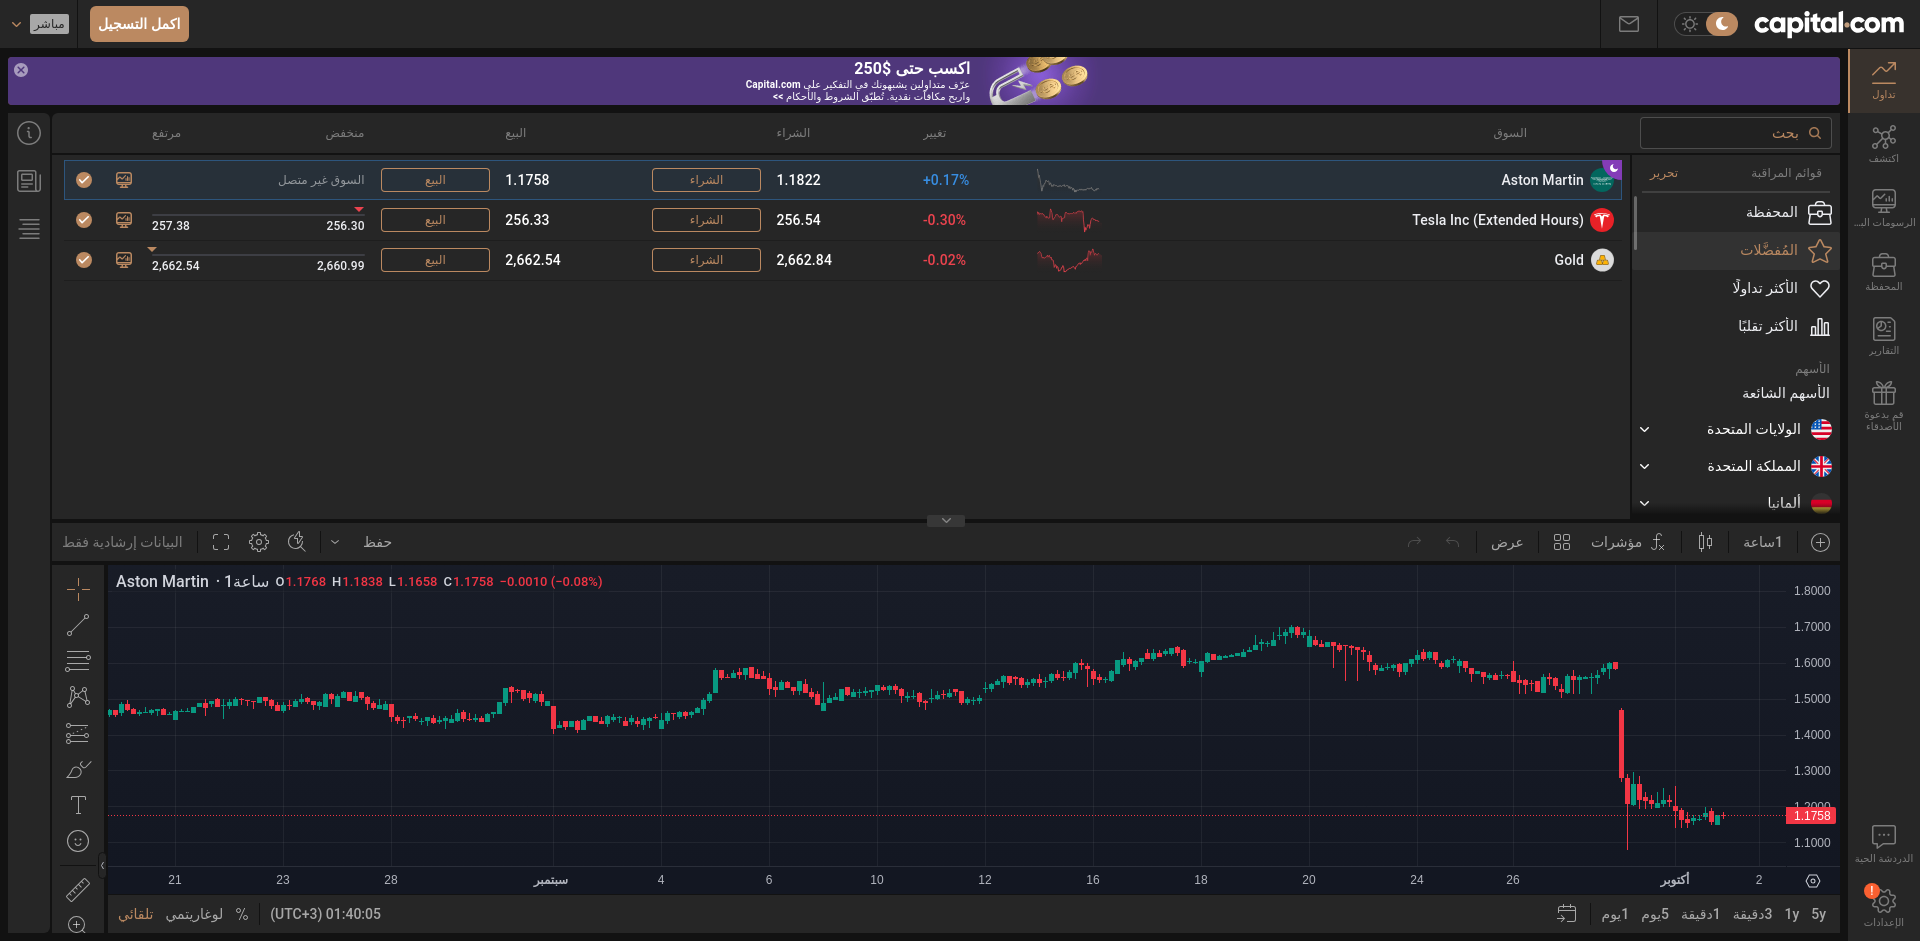 capital.com
اكمل التسجيل
مباشر
اكسب حتى 250$
عرّف متداولين يشبهونك في التفكير على Capital.com
واربح مكافآت نقدية. تُطبّق الشروط والأحكام >>
تداول
اكتشف
الرسومات الب...
المحفظة
التقارير
قم بدعوة
الأصدقاء
الدردشة الحية
!
الإعدادات
بحث
قوائم المراقبة
تحرير
المحفظة
المُفضَّلات
الأكثر تداولًا
الأكثر تقلبًا
الأسهم
الأسهم الشائعة
الولايات المتحدة
المملكة المتحدة
ألمانيا
السوق تغيير الشراء البيع منخفض مرتفع
Aston Martin +0.17% 1.1822 الشراء 1.1758 البيع السوق غير متصل
Tesla Inc (Extended Hours) -0.30% 256.54 الشراء 256.33 البيع 256.30 257.38
Gold -0.02% 2,662.84 الشراء 2,662.54 البيع 2,660.99 2,662.54
1ساعة مؤشرات عرض حفظ البيانات إرشادية فقط
Aston Martin · 1ساعة O1.1768 H1.1838 L1.1658 C1.1758 −0.0010 (−0.08%)
1.8000
1.7000
1.6000
1.5000
1.4000
1.3000
1.2000
1.1758
1.1000
21 23 28 سبتمبر 4 6 10 12 16 18 20 24 26 أكتوبر 2
5y 1y 3دقيقة 1دقيقة 5يوم 1يوم
01:40:05 (UTC+3) % لوغاريتمي تلقائي